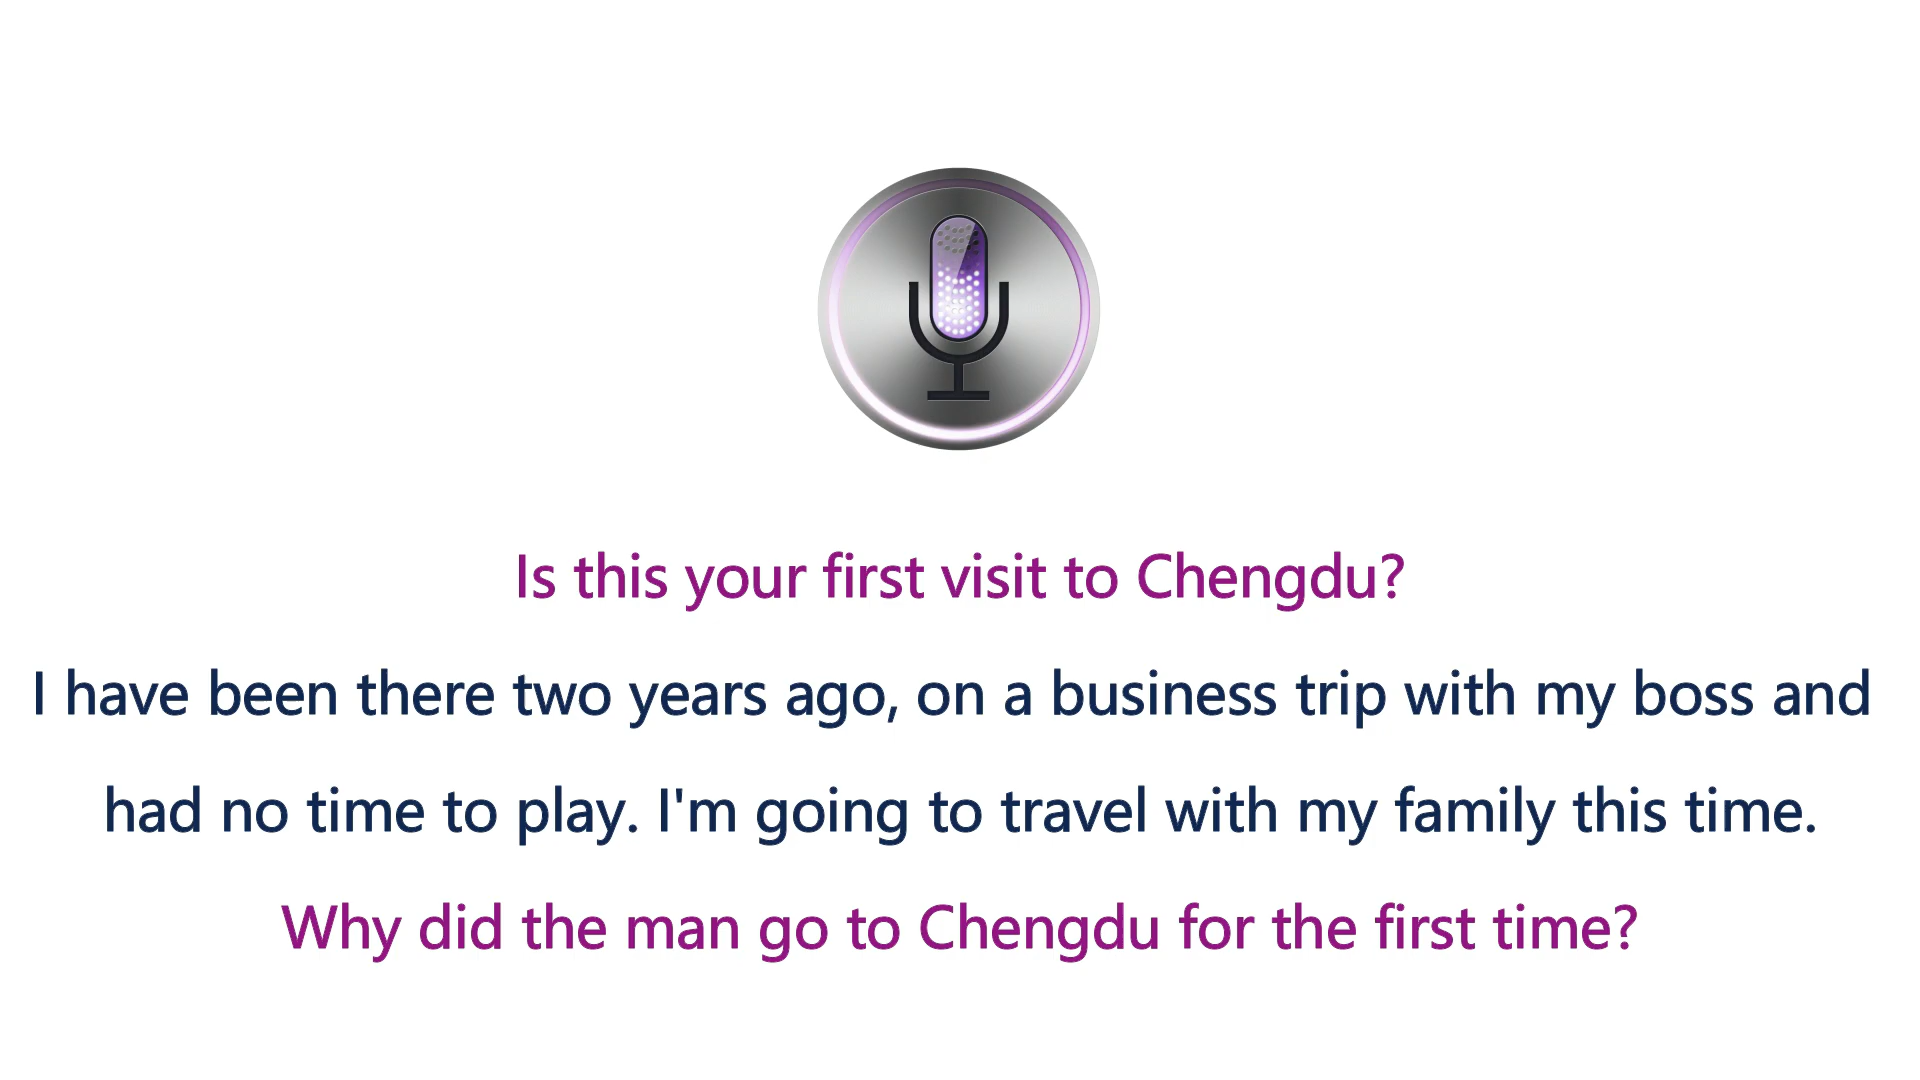 Is this your first visit to Chengdu?
I have been there two years ago, on a business trip with my boss and
had no time to play. I'm going to travel with my family this time.
Why did the man go to Chengdu for the first time?